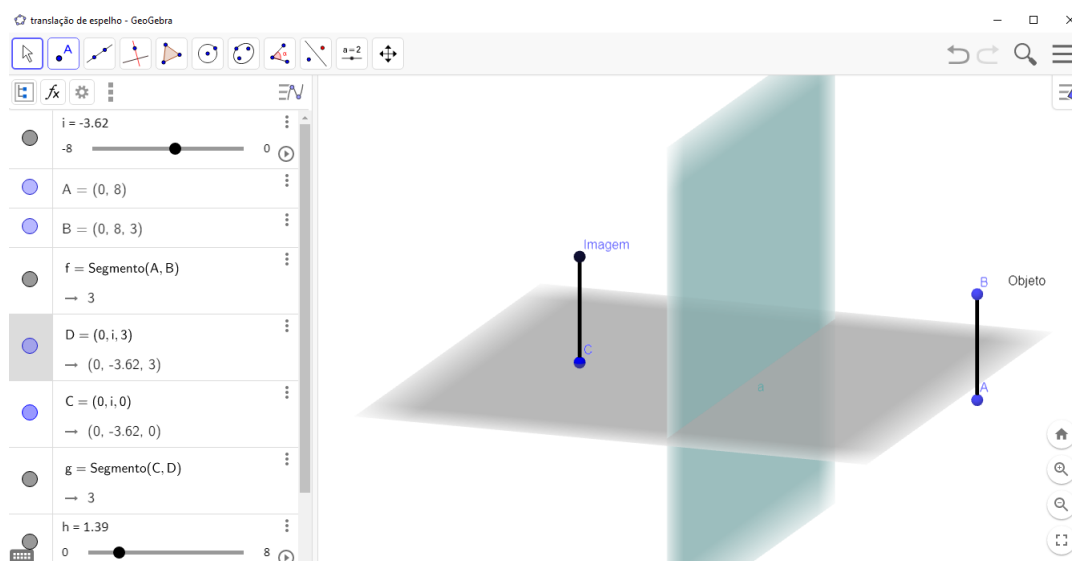 translação de espelho - GeoGebra
A
a=2
fx
i = -3.62
-8
0
A = (0, 8)
B = (0, 8, 3)
f = Segmento(A, B)
→ 3
D = (0, i, 3)
→ (0, -3.62, 3)
C = (0, i, 0)
→ (0, -3.62, 0)
g = Segmento(C, D)
→ 3
h = 1.39
0
8
Imagem
C
B
Objeto
A
a